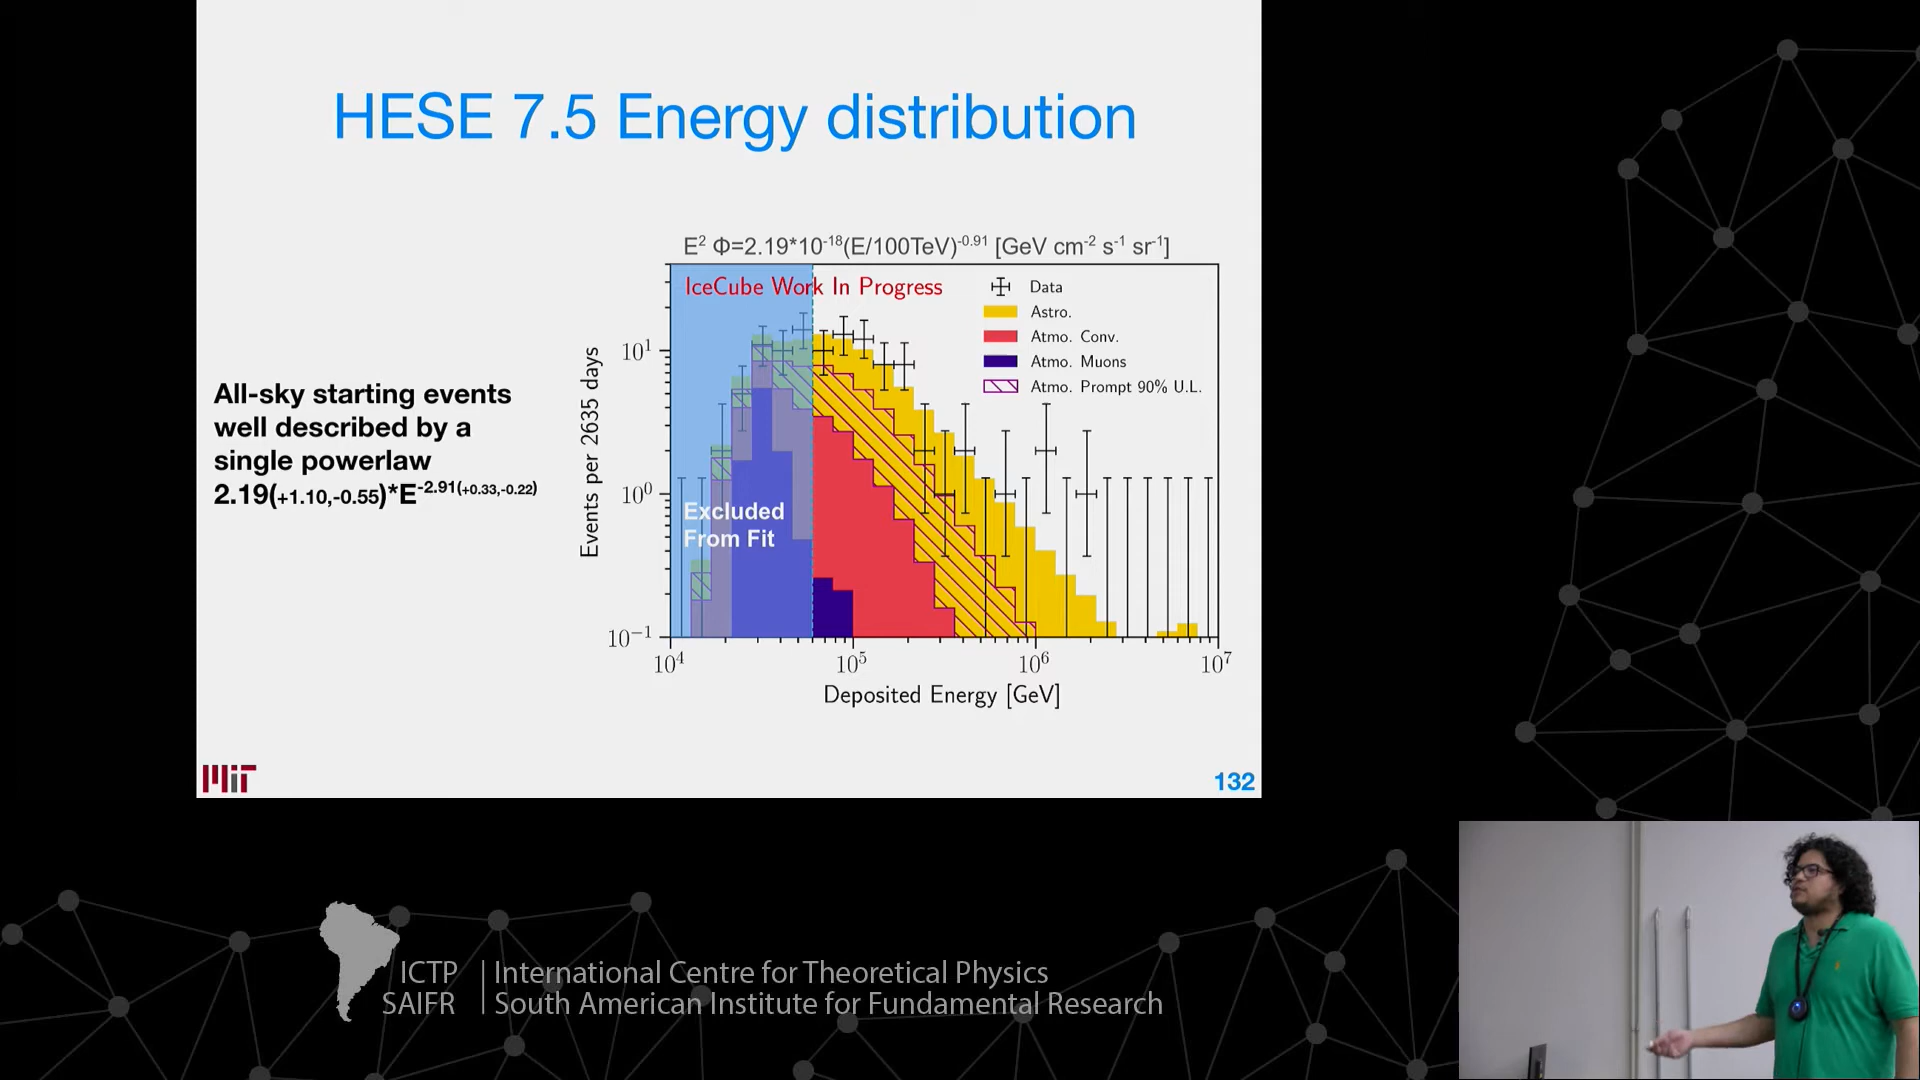 HESE 7.5 Energy distribution
E² Φ=2.19*10⁻¹⁸(E/100TeV)⁻⁰·⁹¹ [GeV cm⁻² s⁻¹ sr⁻¹]
IceCube Work In Progress
Data
Astro.
Atmo. Conv.
Atmo. Muons
Atmo. Prompt 90% U.L.
All-sky starting events
well described by a
single powerlaw
2.19(+1.10,-0.55)*E^-2.91(+0.33,-0.22)
Excluded
From Fit
Events per 2635 days
10¹
10⁰
10⁻¹
10⁴ 10⁵ 10⁶ 10⁷
Deposited Energy [GeV]
MIT
132
ICTP | International Centre for Theoretical Physics
SAIFR | South American Institute for Fundamental Research